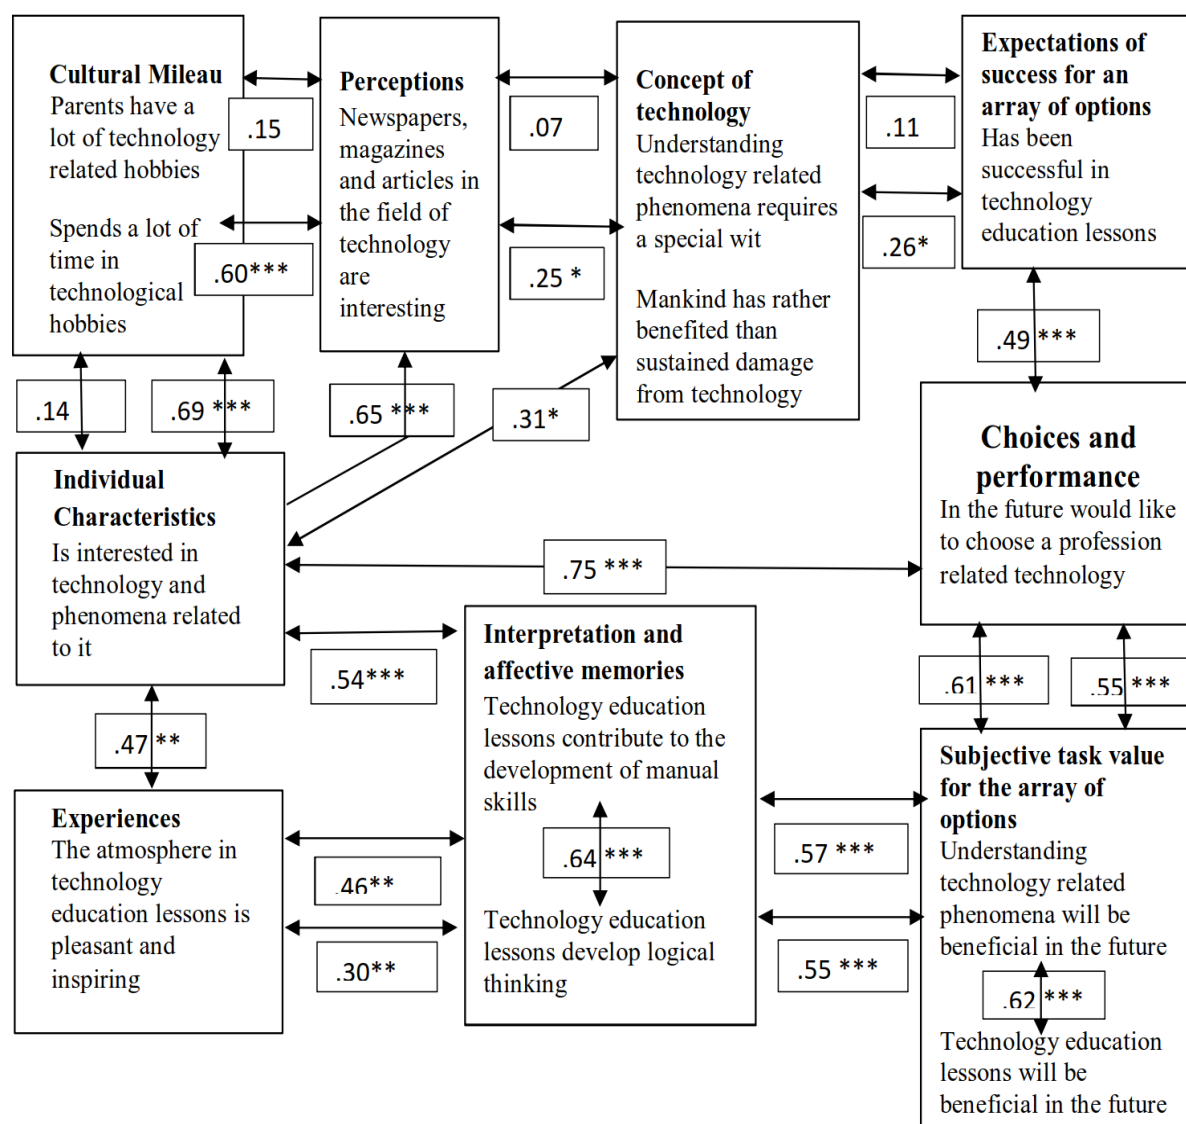 Cultural Mileau
Parents have a
lot of technology
related hobbies
Spends a lot of
time in
technological
hobbies
.15
.60***
Perceptions
Newspapers,
magazines
and articles in
the field of
technology
are
interesting
.07
.25 *
Concept of
technology
Understanding
technology related
phenomena requires
a special wit
Mankind has rather
benefited than
sustained damage
from technology
.11
.26*
Expectations of
success for an
array of options
Has been
successful in
technology
education lessons
.14
.69 ***
.65 ***
.31*
.49 ***
Individual
Characteristics
Is interested in
technology and
phenomena related
to it
.75 ***
Choices and
performance
In the future would like
to choose a profession
related technology
.54***
.47 **
Interpretation and
affective memories
Technology education
lessons contribute to the
development of manual
skills
.64 ***
Technology education
lessons develop logical
thinking
.61 ***
.55 ***
Experiences
The atmosphere in
technology
education lessons is
pleasant and
inspiring
.46**
.30**
.57 ***
.55 ***
Subjective task value
for the array of
options
Understanding
technology related
phenomena will be
beneficial in the future
.62 ***
Technology education
lessons will be
beneficial in the future